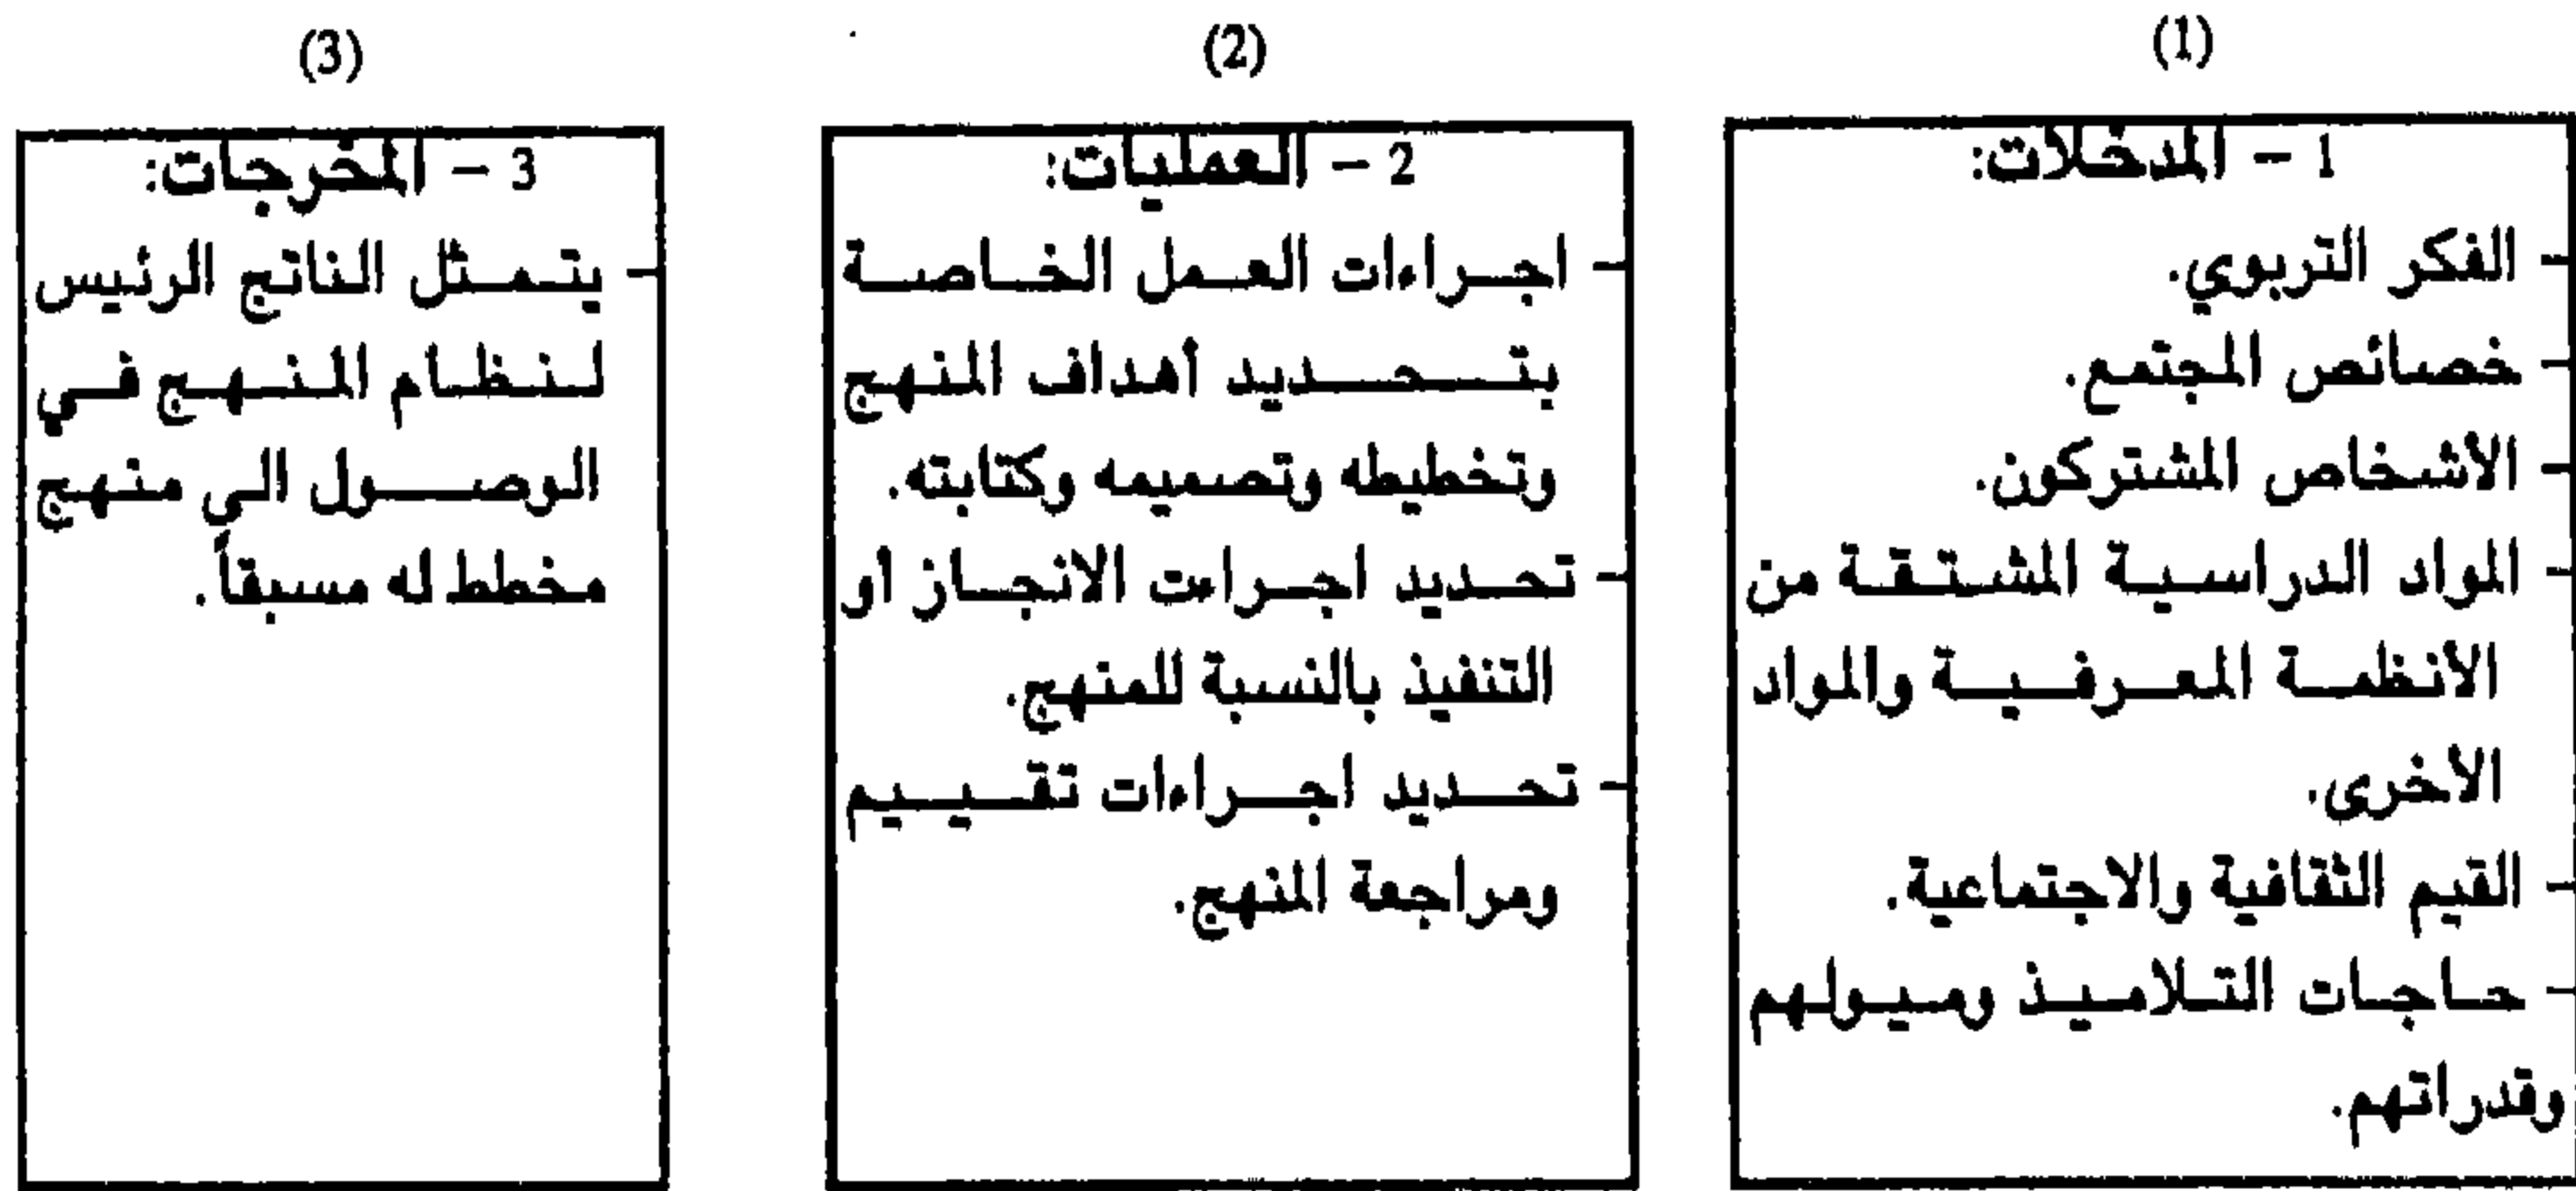 (1)
1 – المدخلات:
– الفكر التربوي.
– خصائص المجتمع.
– الأشخاص المشتركون.
– المواد الدراسية المشتقة من
الأنظمة المعرفية والمواد
الأخرى.
– القيم الثقافية والاجتماعية.
– حاجات التلاميذ وميولهم
وقدراتهم.
(2)
2 – العمليات:
– اجراءات العمل الخاصة
بتحديد أهداف المنهج
وتخطيطه وتصميمه وكتابته.
– تحديد اجراءت الانجاز او
التنفيذ بالنسبة للمنهج.
– تحديد اجراءات تقييم
ومراجعة المنهج.
(3)
3 – المخرجات:
– يتمثل الناتج الرئيس
لنظام المنهج في
الوصول الى منهج
مخطط له مسبقاً.